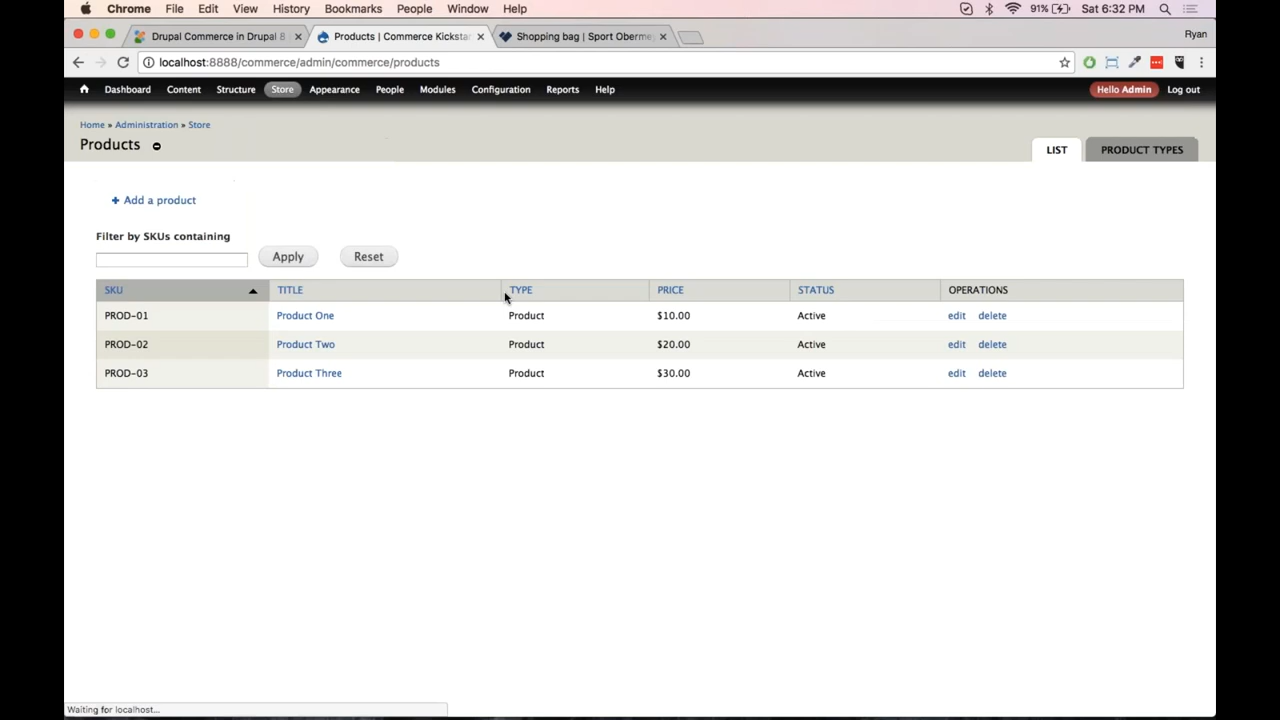 Chrome File Edit View History Bookmarks People Window Help 91% Sat 6:32 PM
Drupal Commerce in Drupal 8 Products | Commerce Kicksta Shopping bag | Sport Oberme Ryan
localhost:8888/commerce/admin/commerce/products
Dashboard Content Structure Store Appearance People Modules Configuration Reports Help Hello Admin Log out
Home » Administration » Store
Products LIST PRODUCT TYPES
+ Add a product
Filter by SKUs containing
Apply Reset
SKU TITLE TYPE PRICE STATUS OPERATIONS
PROD-01 Product One Product $10.00 Active edit delete
PROD-02 Product Two Product $20.00 Active edit delete
PROD-03 Product Three Product $30.00 Active edit delete
Waiting for localhost...